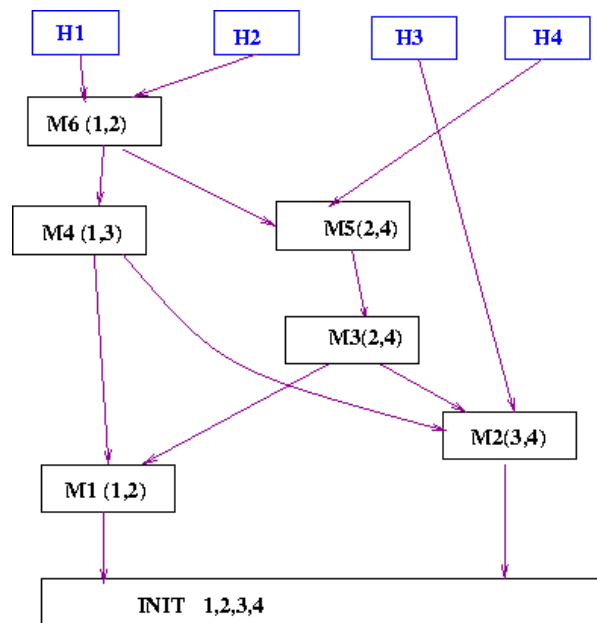 H1
H2
H3
H4
M6 (1,2)
M4 (1,3)
M5(2,4)
M3(2,4)
M2(3,4)
M1 (1,2)
INIT 1,2,3,4